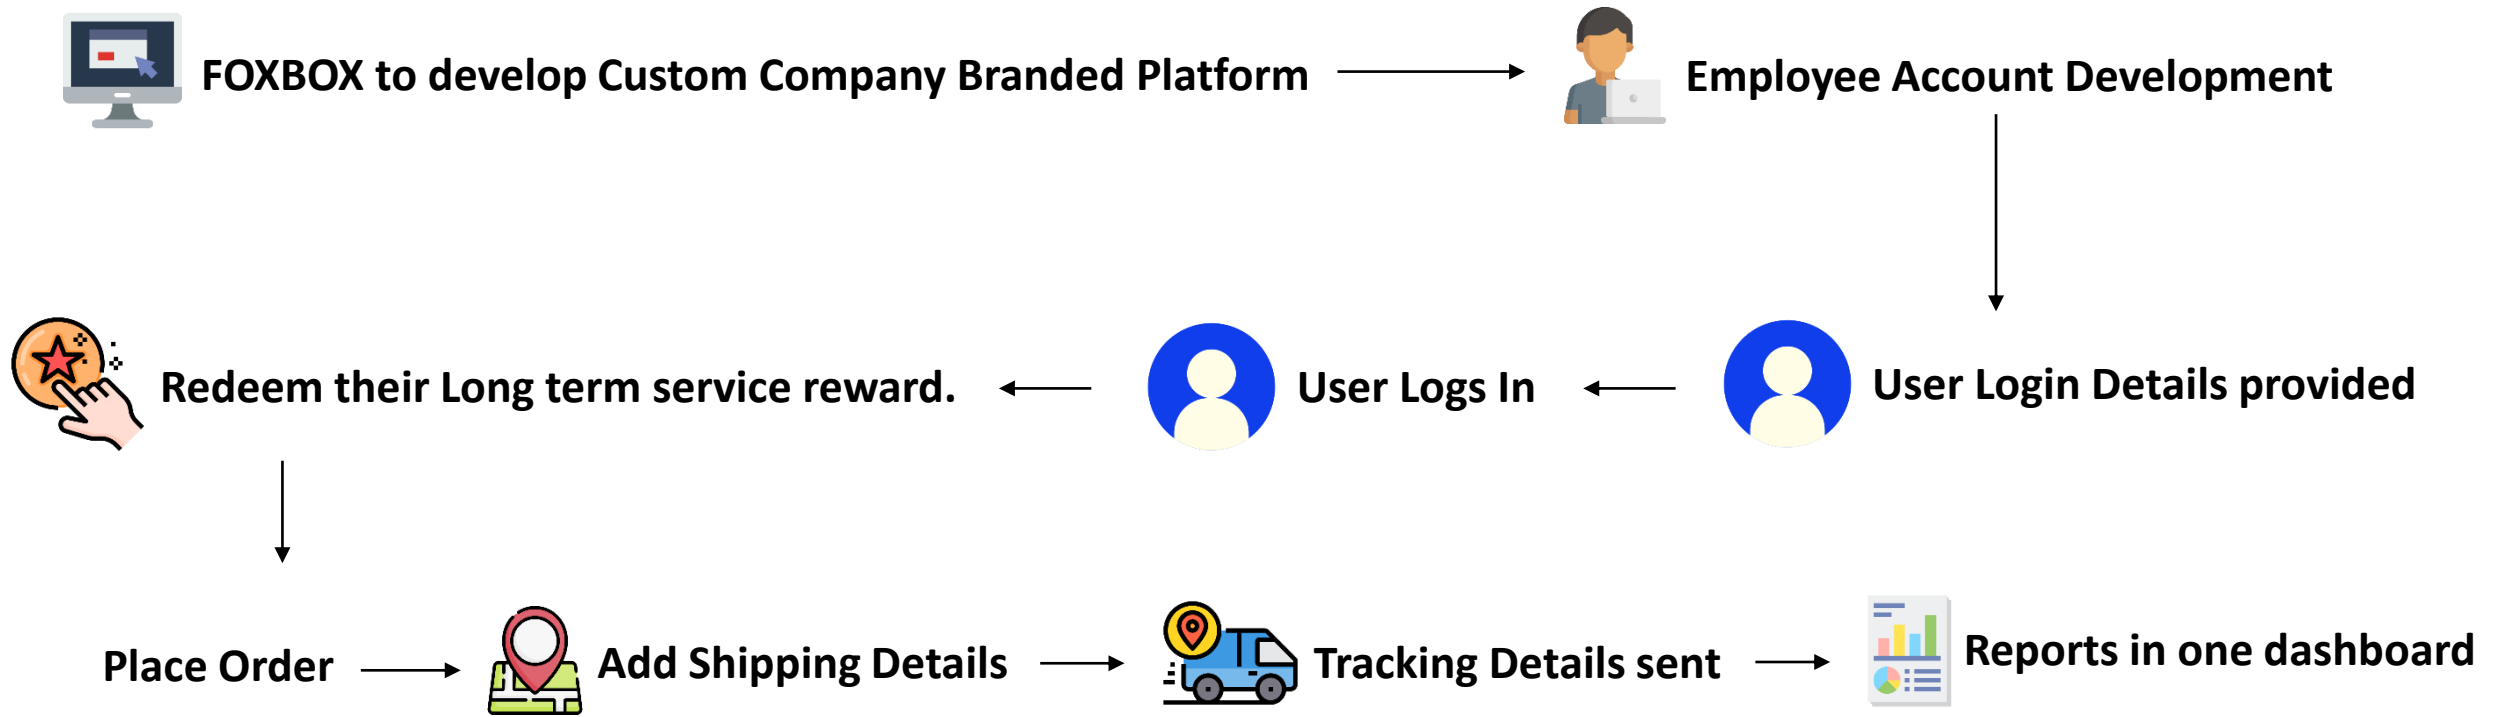 FOXBOX to develop Custom Company Branded Platform
Employee Account Development
User Login Details provided
User Logs In
Redeem their Long term service reward.
Place Order
Add Shipping Details
Tracking Details sent
Reports in one dashboard